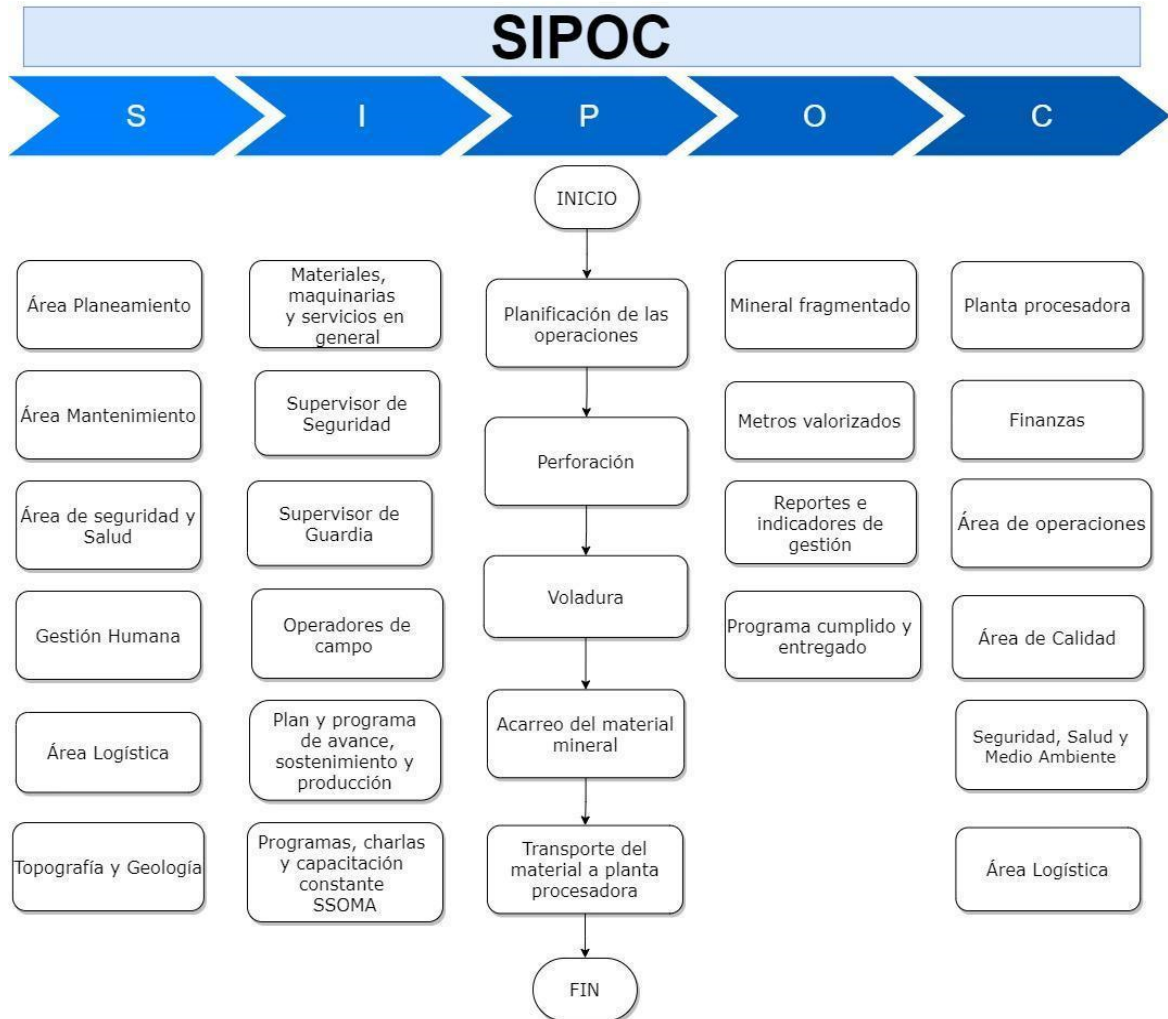 SIPOC
S
I
P
O
C
INICIO
Área Planeamiento
Área Mantenimiento
Área de seguridad y
Salud
Gestión Humana
Área Logística
Topografía y Geología
Materiales,
maquinarias
y servicios en
general
Supervisor de
Seguridad
Supervisor de
Guardia
Operadores de
campo
Plan y programa
de avance,
sostenimiento y
producción
Programas, charlas
y capacitación
constante
SSOMA
Planificación de las
operaciones
Perforación
Voladura
Acarreo del material
mineral
Transporte del
material a planta
procesadora
FIN
Mineral fragmentado
Metros valorizados
Reportes e
indicadores de
gestión
Programa cumplido y
entregado
Planta procesadora
Finanzas
Área de operaciones
Área de Calidad
Seguridad, Salud y
Medio Ambiente
Área Logística